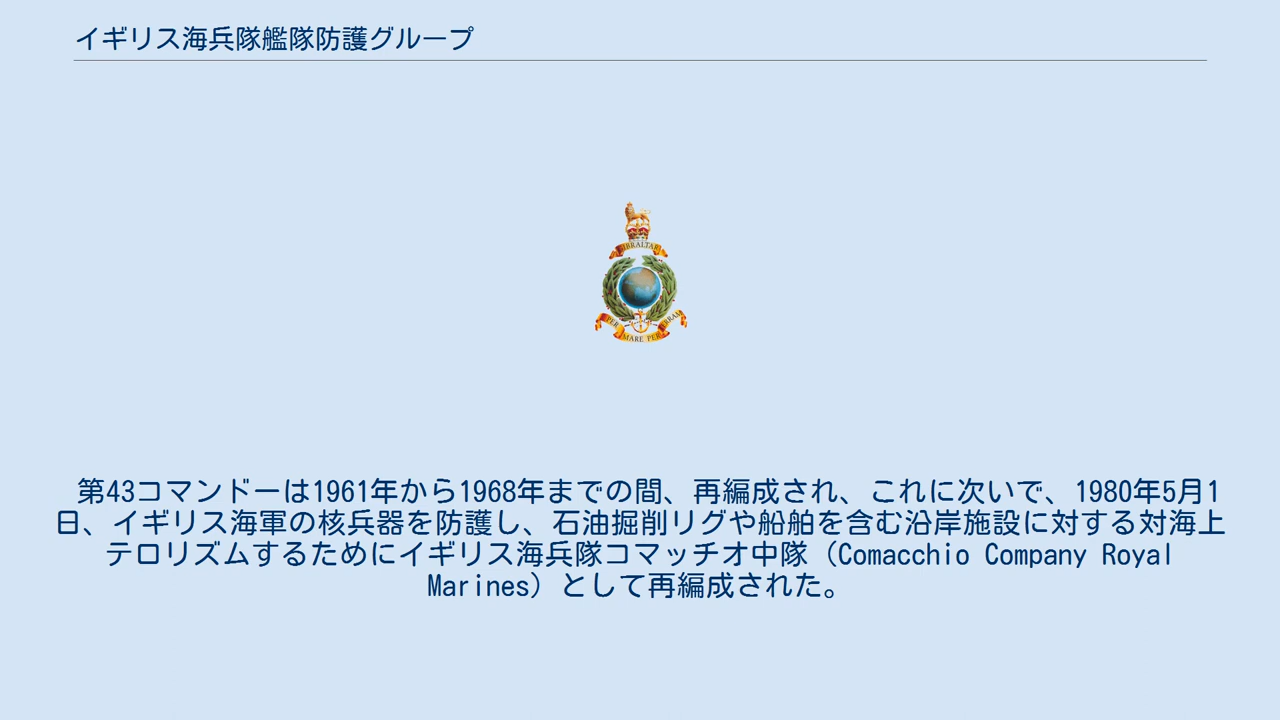 イギリス海兵隊艦隊防護グループ
GIBRALTAR
PER MARE PER TERRAM
第43コマンドーは1961年から1968年までの間、再編成され、これに次いで、1980年5月1
日、イギリス海軍の核兵器を防護し、石油掘削リグや船舶を含む沿岸施設に対する対海上
テロリズムするためにイギリス海兵隊コマッチオ中隊（Comacchio Company Royal
Marines）として再編成された。